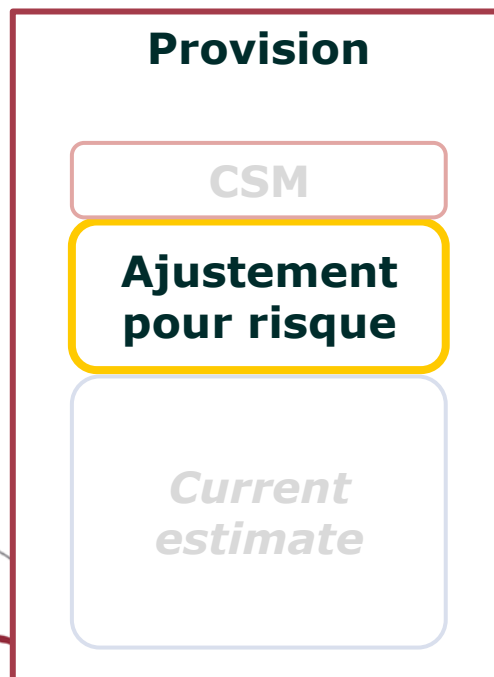 Provision
CSM
Ajustement
pour risque
Current
estimate